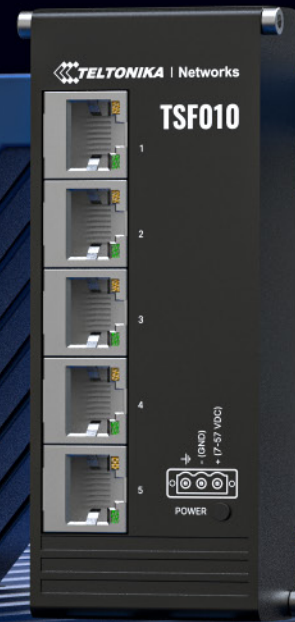 TELTONIKA | Networks
TSF010
1
2
3
4
5
- (GND)
+ (7-57 VDC)
POWER